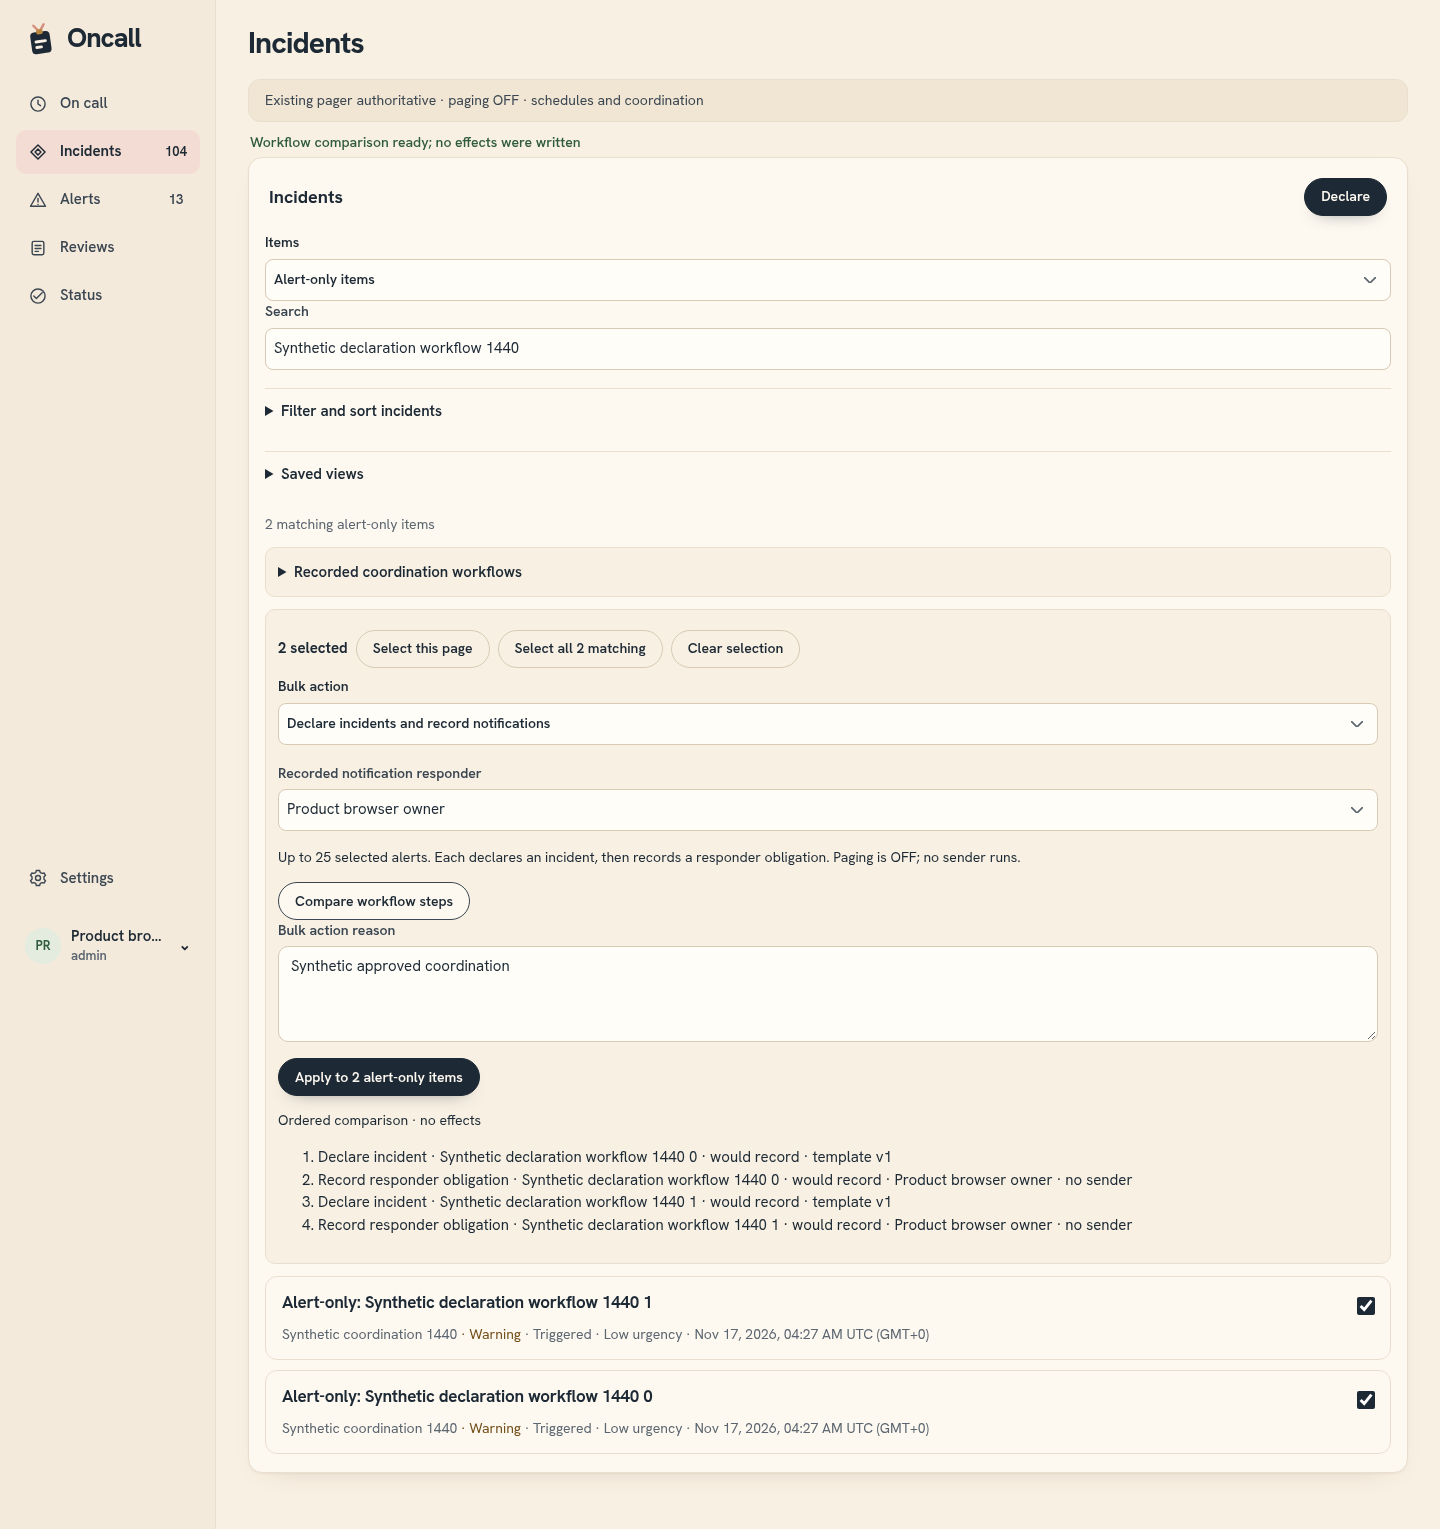 Oncall
On call
Incidents 104
Alerts 13
Reviews
Status
Settings
PR
Product bro...
admin
Incidents
Existing pager authoritative · paging OFF · schedules and coordination
Workflow comparison ready; no effects were written
Incidents
Declare
Items
Alert-only items
Search
Synthetic declaration workflow 1440
Filter and sort incidents
Saved views
2 matching alert-only items
Recorded coordination workflows
2 selected Select this page Select all 2 matching Clear selection
Bulk action
Declare incidents and record notifications
Recorded notification responder
Product browser owner
Up to 25 selected alerts. Each declares an incident, then records a responder obligation. Paging is OFF; no sender runs.
Compare workflow steps
Bulk action reason
Synthetic approved coordination
Apply to 2 alert-only items
Ordered comparison · no effects
1. Declare incident · Synthetic declaration workflow 1440 0 · would record · template v1
2. Record responder obligation · Synthetic declaration workflow 1440 0 · would record · Product browser owner · no sender
3. Declare incident · Synthetic declaration workflow 1440 1 · would record · template v1
4. Record responder obligation · Synthetic declaration workflow 1440 1 · would record · Product browser owner · no sender
Alert-only: Synthetic declaration workflow 1440 1
Synthetic coordination 1440 · Warning · Triggered · Low urgency · Nov 17, 2026, 04:27 AM UTC (GMT+0)
Alert-only: Synthetic declaration workflow 1440 0
Synthetic coordination 1440 · Warning · Triggered · Low urgency · Nov 17, 2026, 04:27 AM UTC (GMT+0)